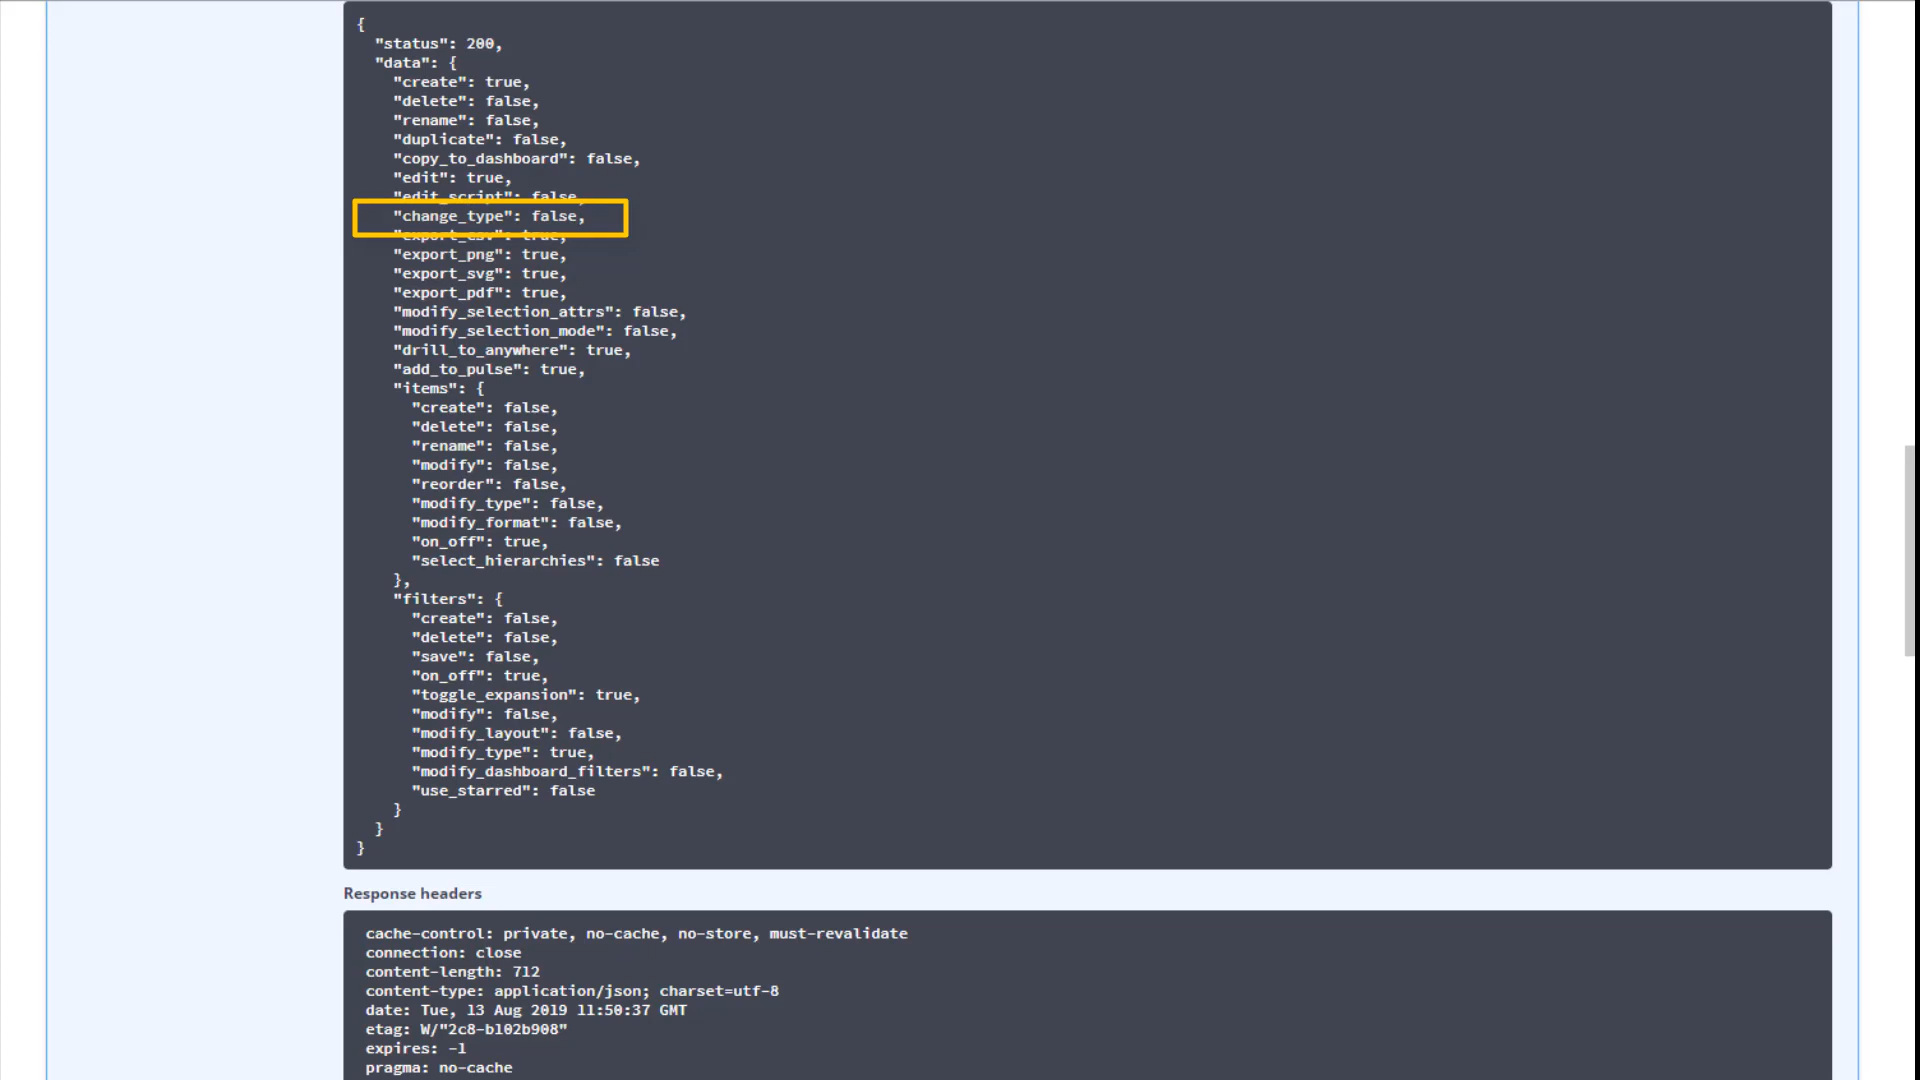 {
"status": 200,
"data": {
"create": true,
"delete": false,
"rename": false,
"duplicate": false,
"copy_to_dashboard": false,
"edit": true,
"edit_script": false,
"change_type": false,
"export_csv": true,
"export_png": true,
"export_svg": true,
"export_pdf": true,
"modify_selection_attrs": false,
"modify_selection_mode": false,
"drill_to_anywhere": true,
"add_to_pulse": true,
"items": {
"create": false,
"delete": false,
"rename": false,
"modify": false,
"reorder": false,
"modify_type": false,
"modify_format": false,
"on_off": true,
"select_hierarchies": false
},
"filters": {
"create": false,
"delete": false,
"save": false,
"on_off": true,
"toggle_expansion": true,
"modify": false,
"modify_layout": false,
"modify_type": true,
"modify_dashboard_filters": false,
"use_starred": false
}
}
}
Response headers
cache-control: private, no-cache, no-store, must-revalidate
connection: close
content-length: 712
content-type: application/json; charset=utf-8
date: Tue, 13 Aug 2019 11:50:37 GMT
etag: W/"2c8-b102b908"
expires: -1
pragma: no-cache